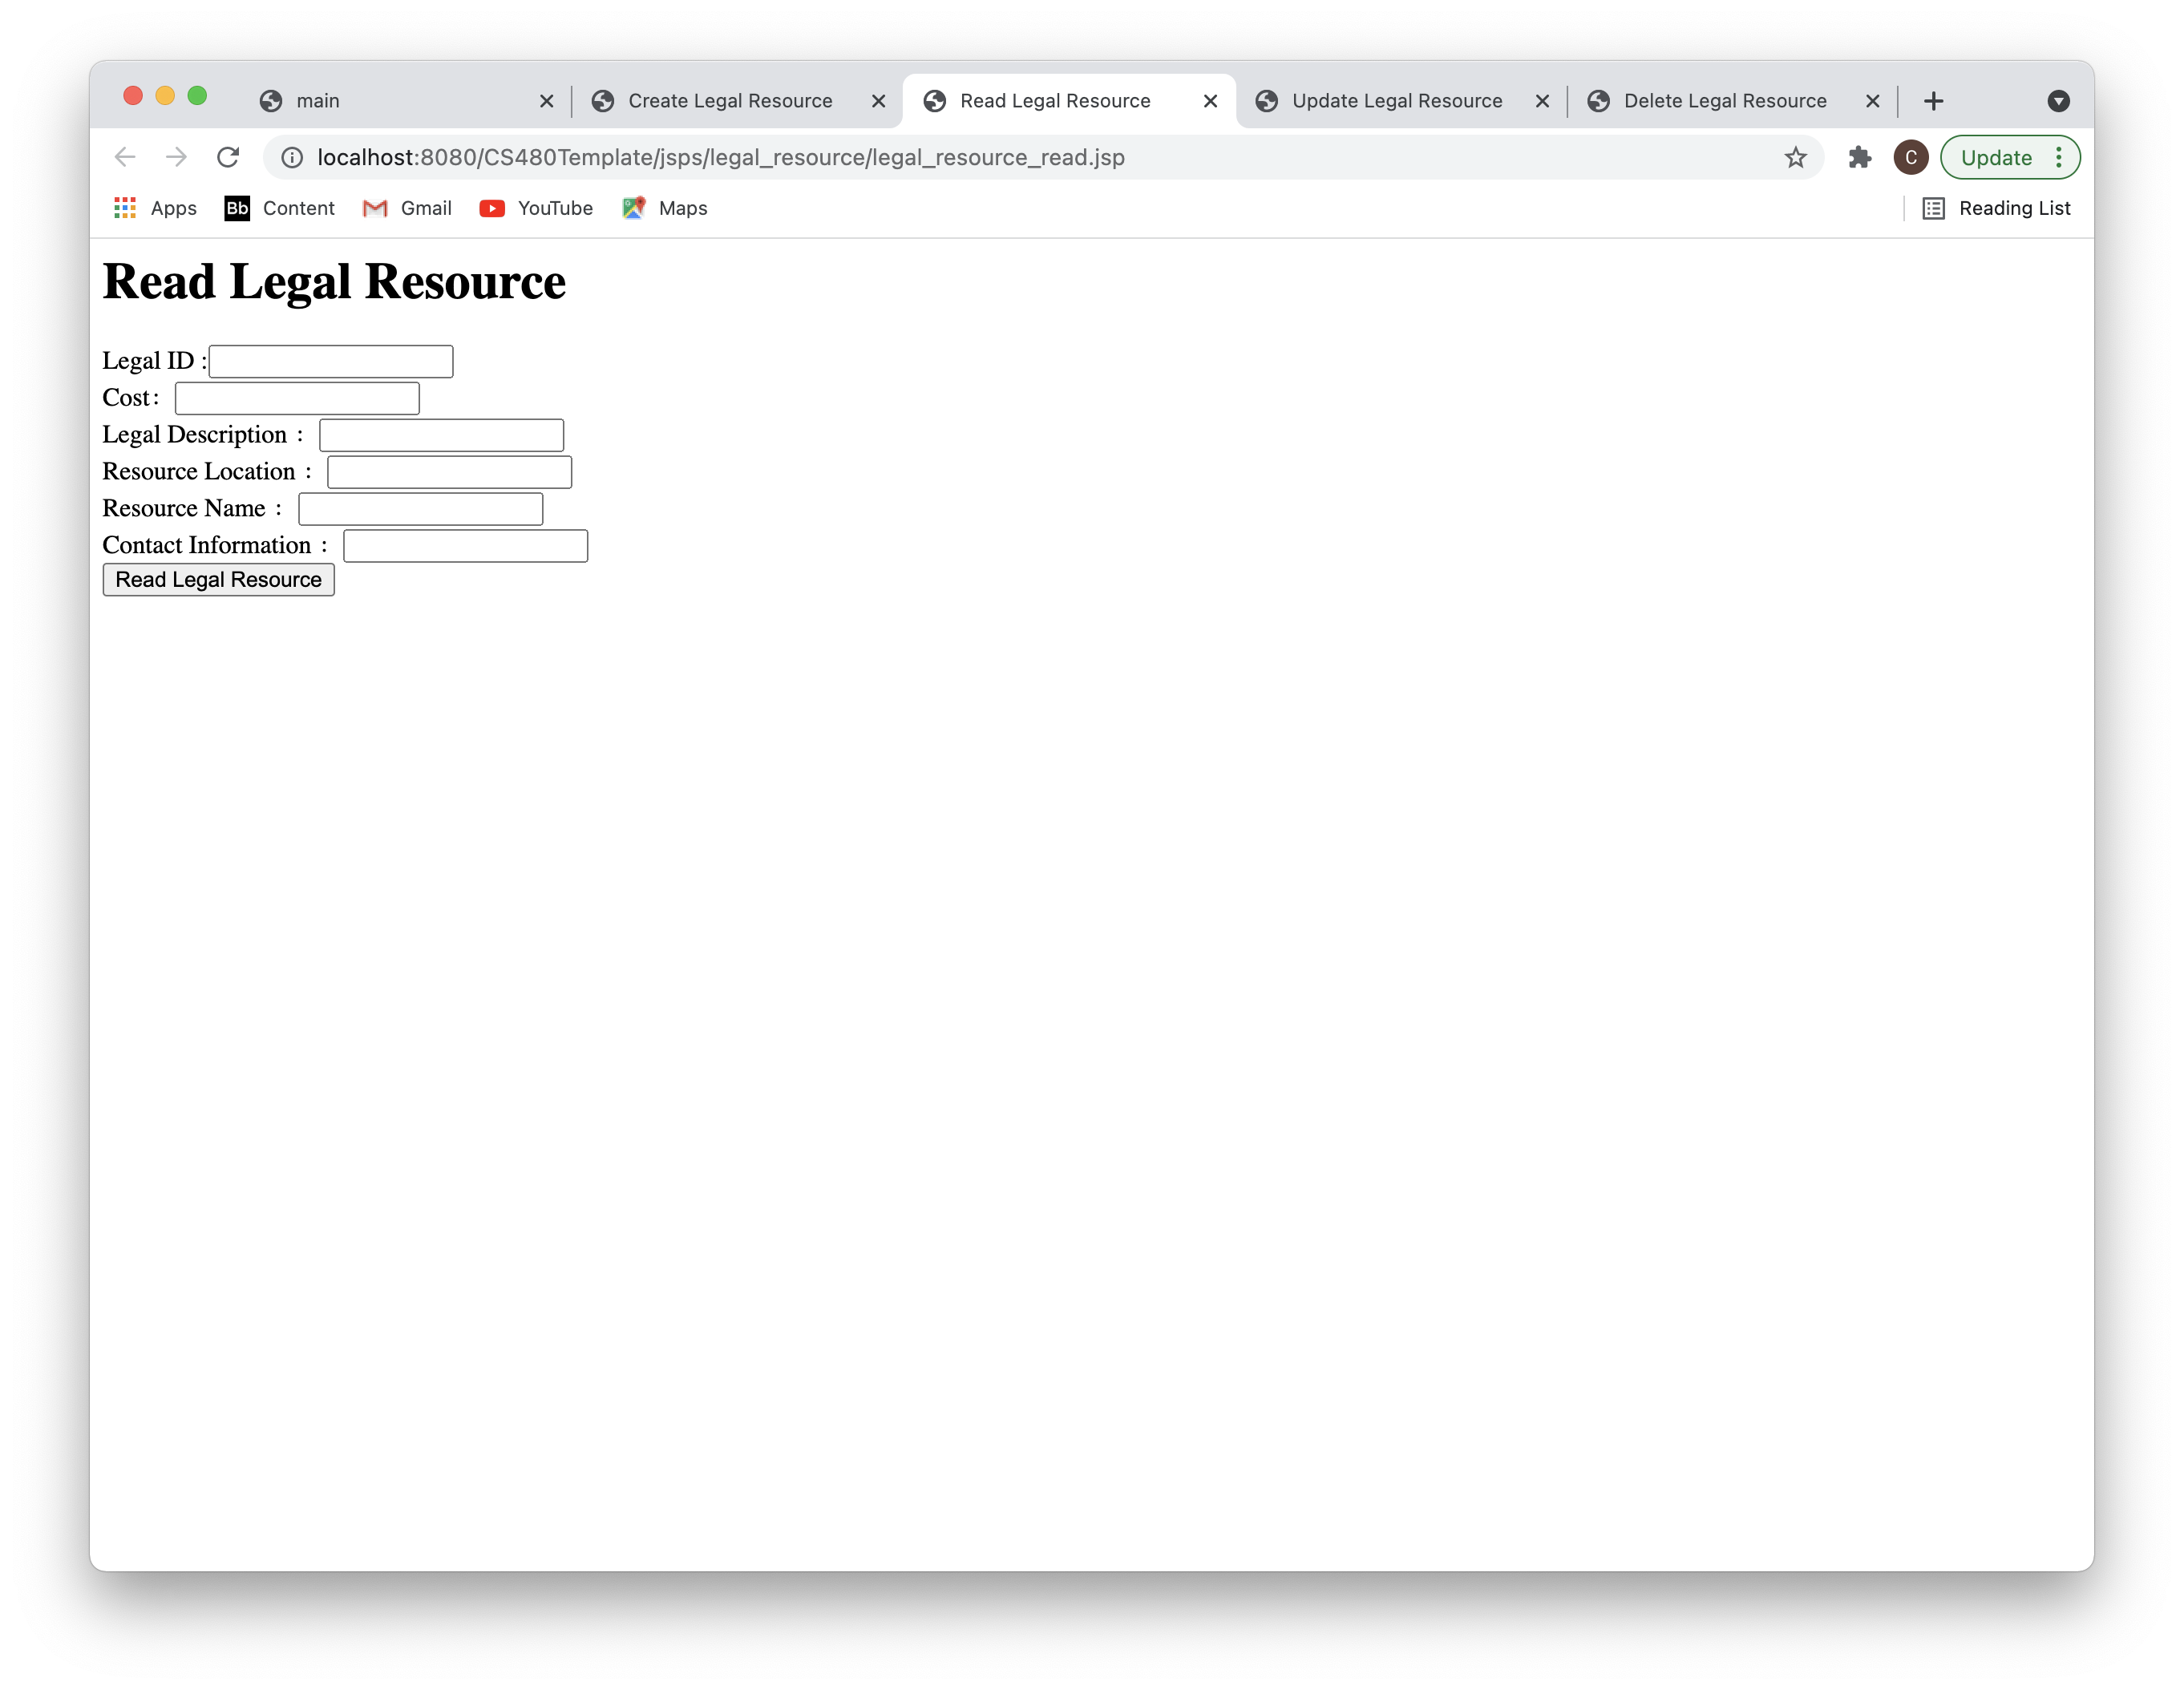 main
Create Legal Resource
Read Legal Resource
Update Legal Resource
Delete Legal Resource
localhost:8080/CS480Template/jsps/legal_resource/legal_resource_read.jsp
C
Update
Apps
Bb Content
Gmail
YouTube
Maps
Reading List
Read Legal Resource
Legal ID :
Cost:
Legal Description :
Resource Location :
Resource Name :
Contact Information :
Read Legal Resource